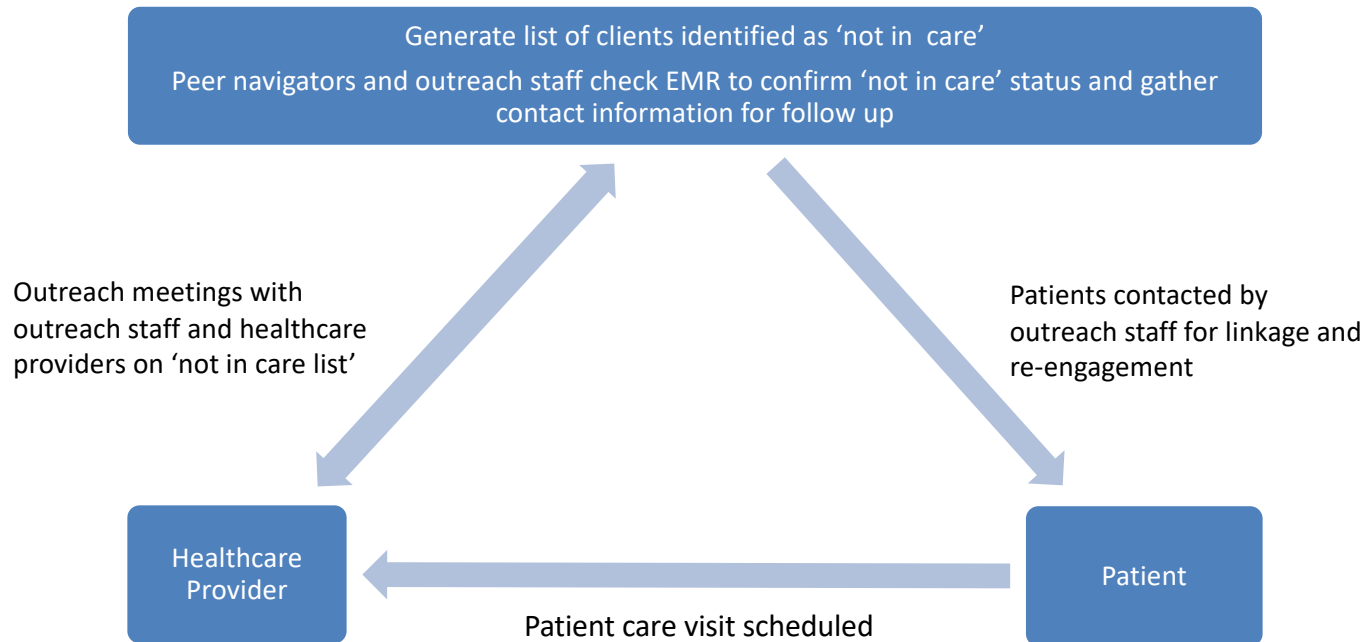 Generate list of clients identified as ‘not in  care’
Peer navigators and outreach staff check EMR to confirm ‘not in care’ status and gather
contact information for follow up
Outreach meetings with
outreach staff and healthcare
providers on ‘not in care list’
Patients contacted by
outreach staff for linkage and
re-engagement
Healthcare
Provider
Patient
Patient care visit scheduled